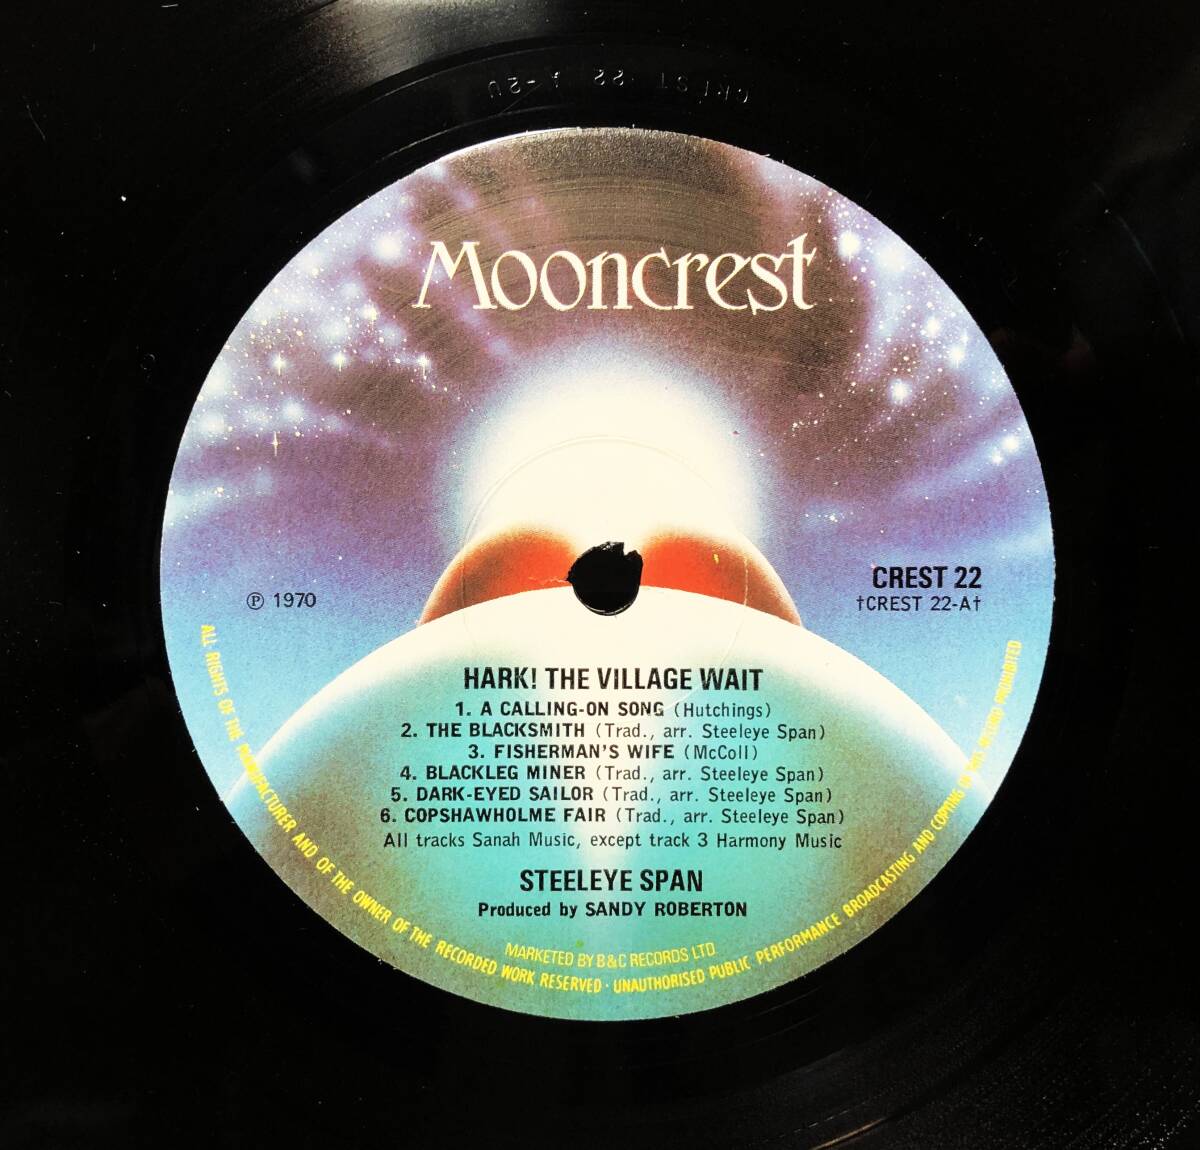 CREST 22 A-2U
Mooncrest
℗ 1970
CREST 22
†CREST 22-A†
HARK! THE VILLAGE WAIT
1. A CALLING-ON SONG (Hutchings)
2. THE BLACKSMITH (Trad., arr. Steeleye Span)
3. FISHERMAN'S WIFE (McColl)
4. BLACKLEG MINER (Trad., arr. Steeleye Span)
5. DARK-EYED SAILOR (Trad., arr. Steeleye Span)
6. COPSHAWHOLME FAIR (Trad., arr. Steeleye Span)
All tracks Sanah Music, except track 3 Harmony Music
STEELEYE SPAN
Produced by SANDY ROBERTON
MARKETED BY B&C RECORDS LTD
ALL RIGHTS OF THE MANUFACTURER AND OF THE OWNER OF THE RECORDED WORK RESERVED · UNAUTHORISED PUBLIC PERFORMANCE BROADCASTING AND COPYING IN THIS RECORD PROHIBITED